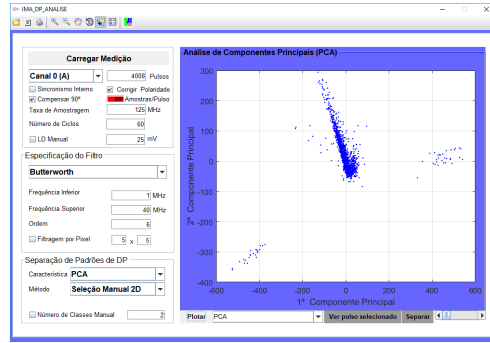 IMA_DP_ANALISE
Carregar Medição
Canal 0 (A) 4008 Pulsos
Sincronismo Interno Corrigir Polaridade
Compensar 90º Amostras/Pulso
Taxa de Amostragem 125 MHz
Número de Ciclos 60
LD Manual 25 mV
Especificação do Filtro
Butterworth
Frequência Inferior 1 MHz
Frequência Superior 40 MHz
Ordem 6
Filtragem por Pixel 5 x 5
Separação de Padrões de DP
Característica PCA
Método Seleção Manual 2D
Número de Classes Manual 2
Análise de Componentes Principais (PCA)
2ª Componente Principal
300
200
100
0
-100
-200
-300
-400
-600 -400 -200 0 200 400 600
1ª Componente Principal
Plotar PCA Ver pulso selecionado Separar